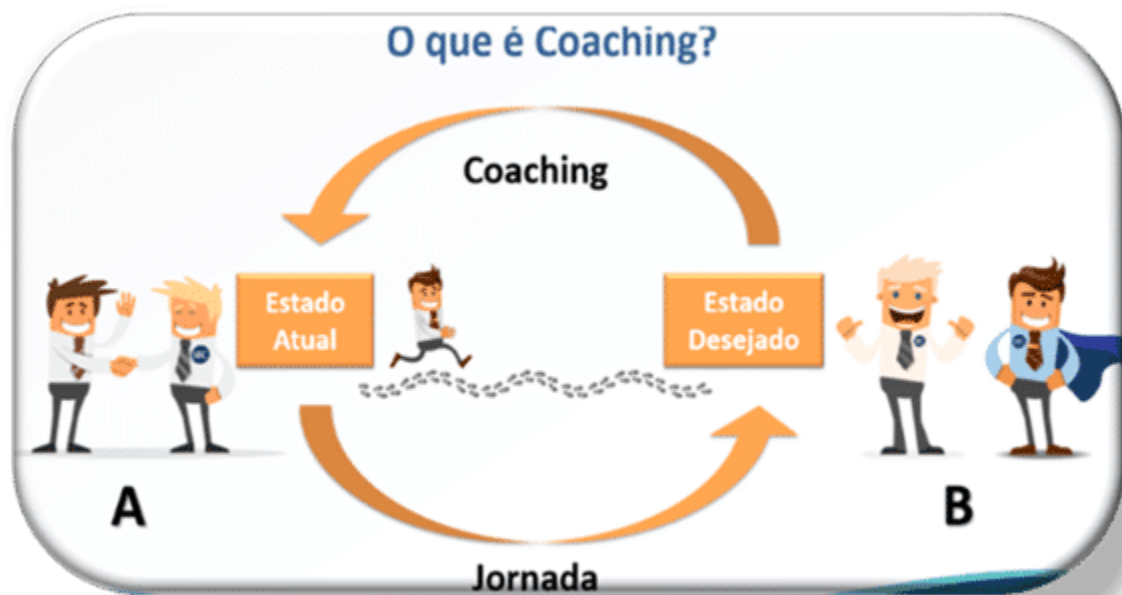 O que é Coaching?
Coaching
Estado
Atual
Estado
Desejado
A
B
Jornada